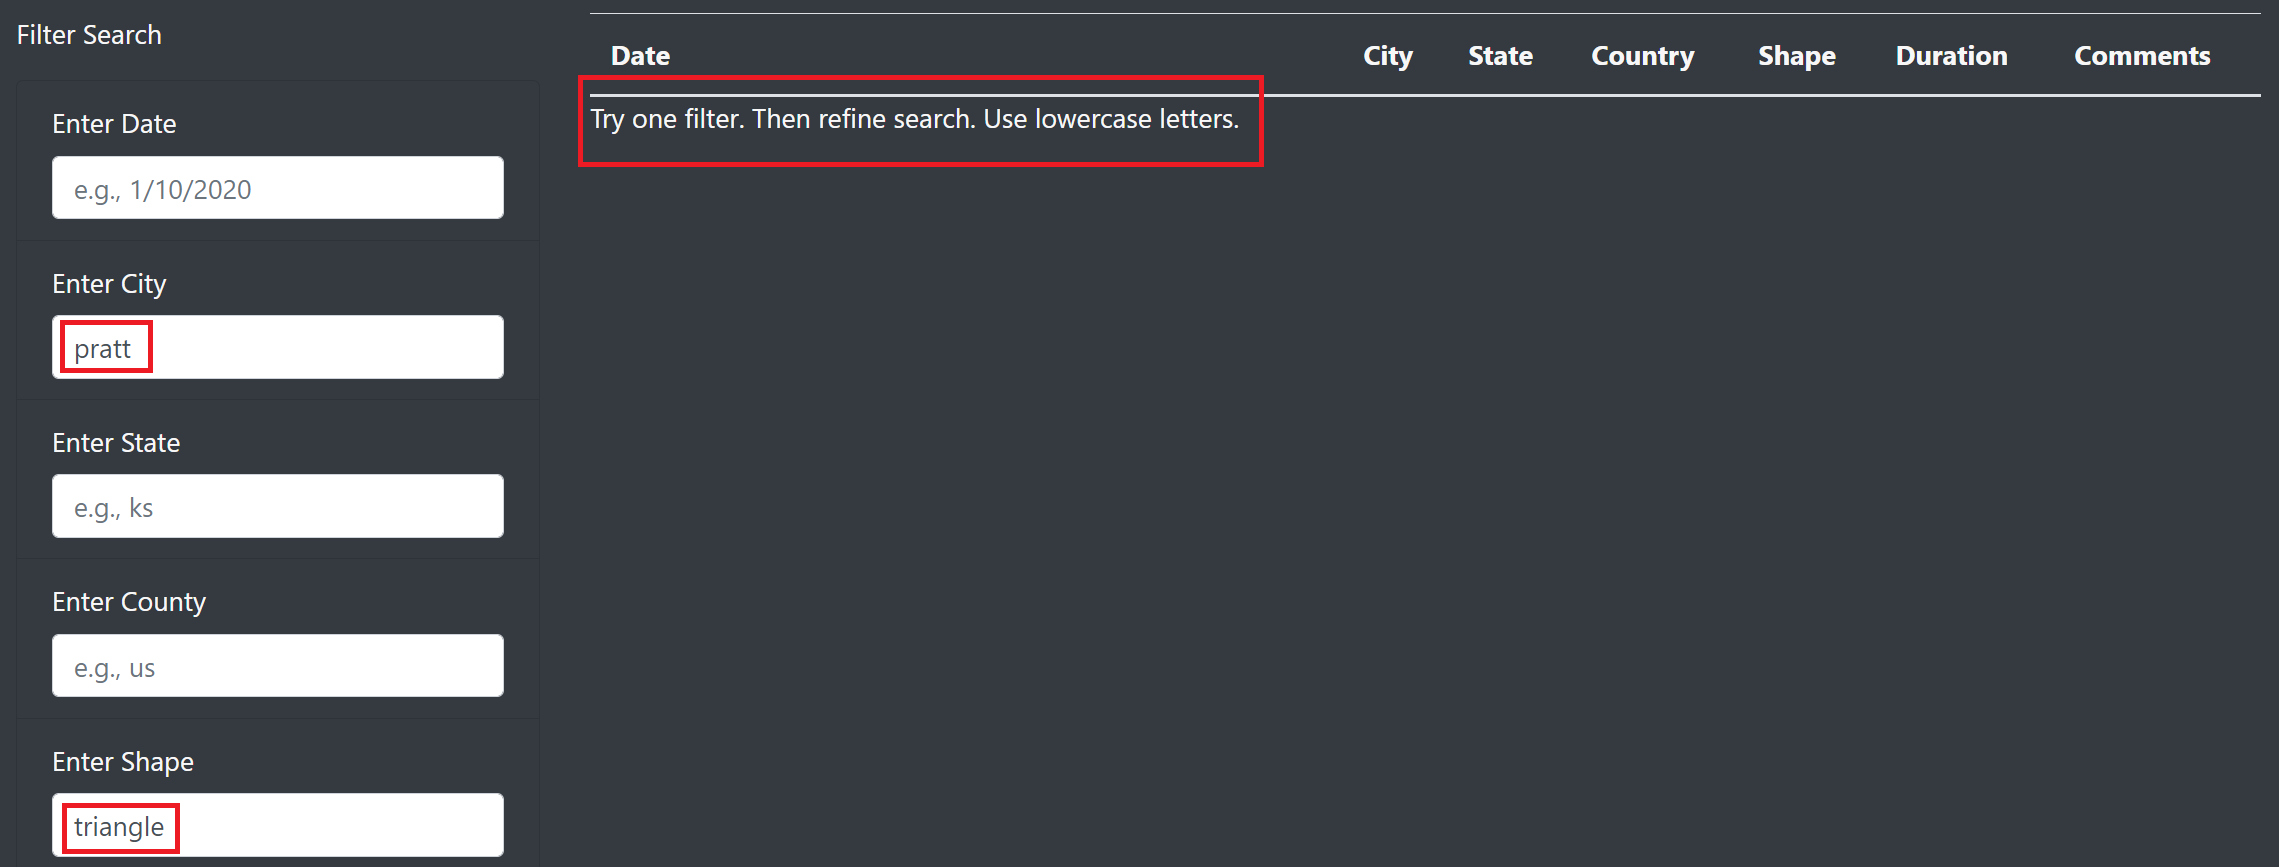 Filter Search
Enter Date
e.g., 1/10/2020
Enter City
pratt
Enter State
e.g., ks
Enter County
e.g., us
Enter Shape
triangle
Date City State Country Shape Duration Comments
Try one filter. Then refine search. Use lowercase letters.